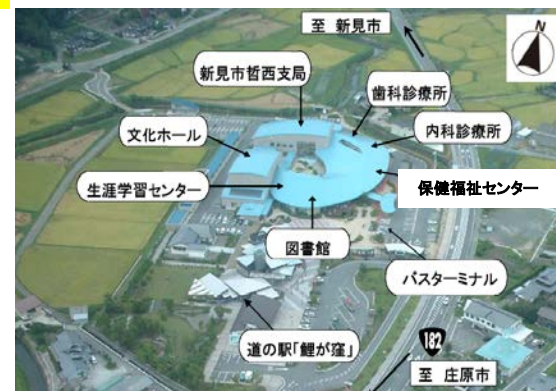 至 新見市
新見市哲西支局
歯科診療所
文化ホール
内科診療所
生涯学習センター
保健福祉センター
図書館
バスターミナル
道の駅「鯉が窪」
182
至 庄原市